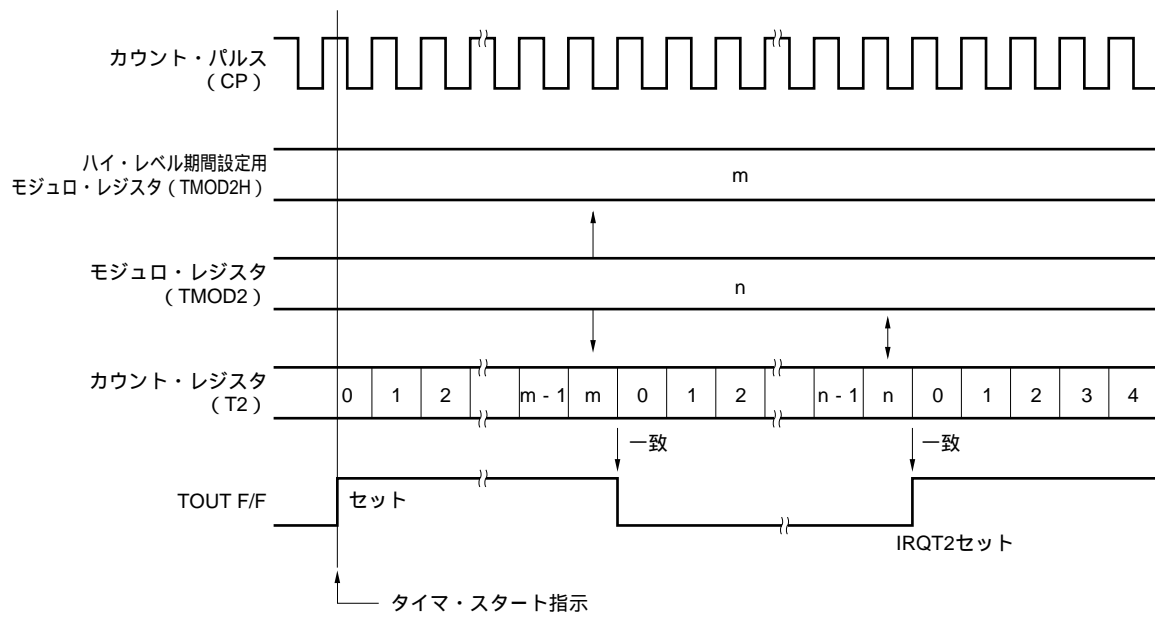 カウント・パルス
( CP )
ハイ・レベル期間設定用
モジュロ・レジスタ ( TMOD2H )
m
モジュロ・レジスタ
( TMOD2 )
n
カウント・レジスタ
( T2 )
0 1 2 m - 1 m 0 1 2 n - 1 n 0 1 2 3 4
一致 一致
TOUT F/F セット
IRQT2セット
タイマ・スタート指示